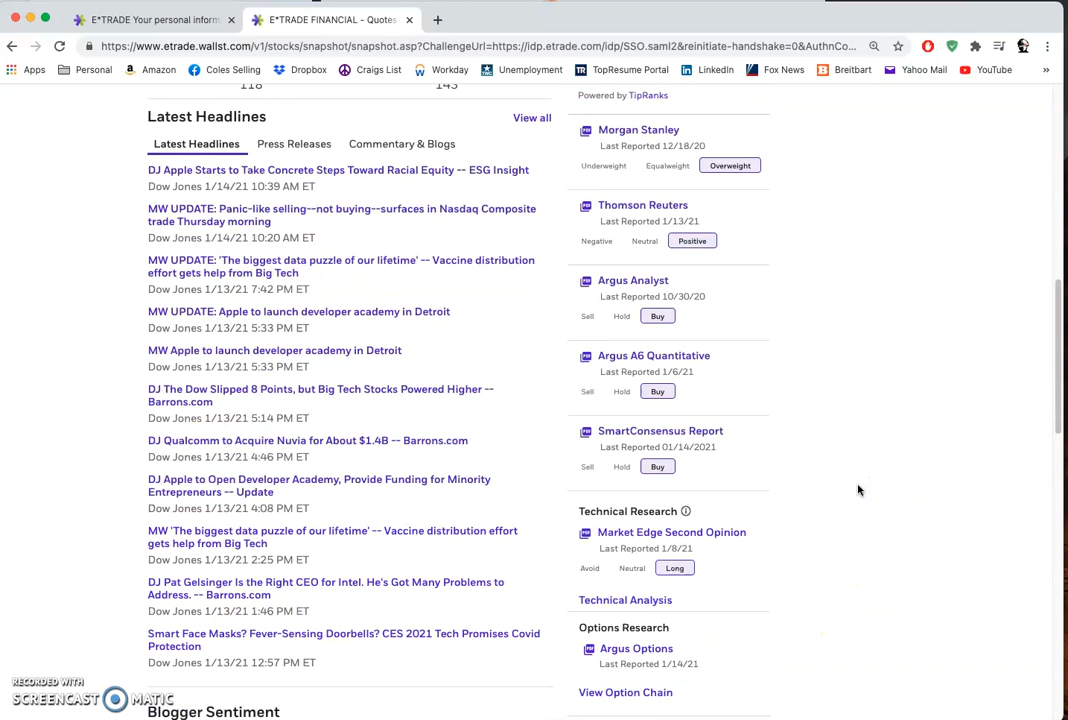 E*TRADE Your personal inform
E*TRADE FINANCIAL - Quotes
https://www.etrade.wallst.com/v1/stocks/snapshot/snapshot.asp?ChallengeUrl=https://idp.etrade.com/idp/SSO.saml2&reinitiate-handshake=0&AuthnCo...
Apps Personal Amazon Coles Selling Dropbox Craigs List Workday Unemployment TopResume Portal LinkedIn Fox News Breitbart Yahoo Mail YouTube »
118 143
Latest Headlines View all
Latest Headlines Press Releases Commentary & Blogs
DJ Apple Starts to Take Concrete Steps Toward Racial Equity -- ESG Insight
Dow Jones 1/14/21 10:39 AM ET
MW UPDATE: Panic-like selling--not buying--surfaces in Nasdaq Composite
trade Thursday morning
Dow Jones 1/14/21 10:20 AM ET
MW UPDATE: 'The biggest data puzzle of our lifetime' -- Vaccine distribution
effort gets help from Big Tech
Dow Jones 1/13/21 7:42 PM ET
MW UPDATE: Apple to launch developer academy in Detroit
Dow Jones 1/13/21 5:33 PM ET
MW Apple to launch developer academy in Detroit
Dow Jones 1/13/21 5:33 PM ET
DJ The Dow Slipped 8 Points, but Big Tech Stocks Powered Higher --
Barrons.com
Dow Jones 1/13/21 5:14 PM ET
DJ Qualcomm to Acquire Nuvia for About $1.4B -- Barrons.com
Dow Jones 1/13/21 4:46 PM ET
DJ Apple to Open Developer Academy, Provide Funding for Minority
Entrepreneurs -- Update
Dow Jones 1/13/21 4:08 PM ET
MW 'The biggest data puzzle of our lifetime' -- Vaccine distribution effort
gets help from Big Tech
Dow Jones 1/13/21 2:25 PM ET
DJ Pat Gelsinger Is the Right CEO for Intel. He's Got Many Problems to
Address. -- Barrons.com
Dow Jones 1/13/21 1:46 PM ET
Smart Face Masks? Fever-Sensing Doorbells? CES 2021 Tech Promises Covid
Protection
Dow Jones 1/13/21 12:57 PM ET
Blogger Sentiment
Powered by TipRanks
Morgan Stanley
Last Reported 12/18/20
Underweight Equalweight Overweight
Thomson Reuters
Last Reported 1/13/21
Negative Neutral Positive
Argus Analyst
Last Reported 10/30/20
Sell Hold Buy
Argus A6 Quantitative
Last Reported 1/6/21
Sell Hold Buy
SmartConsensus Report
Last Reported 01/14/2021
Sell Hold Buy
Technical Research
Market Edge Second Opinion
Last Reported 1/8/21
Avoid Neutral Long
Technical Analysis
Options Research
Argus Options
Last Reported 1/14/21
View Option Chain
RECORDED WITH
SCREENCAST MATIC